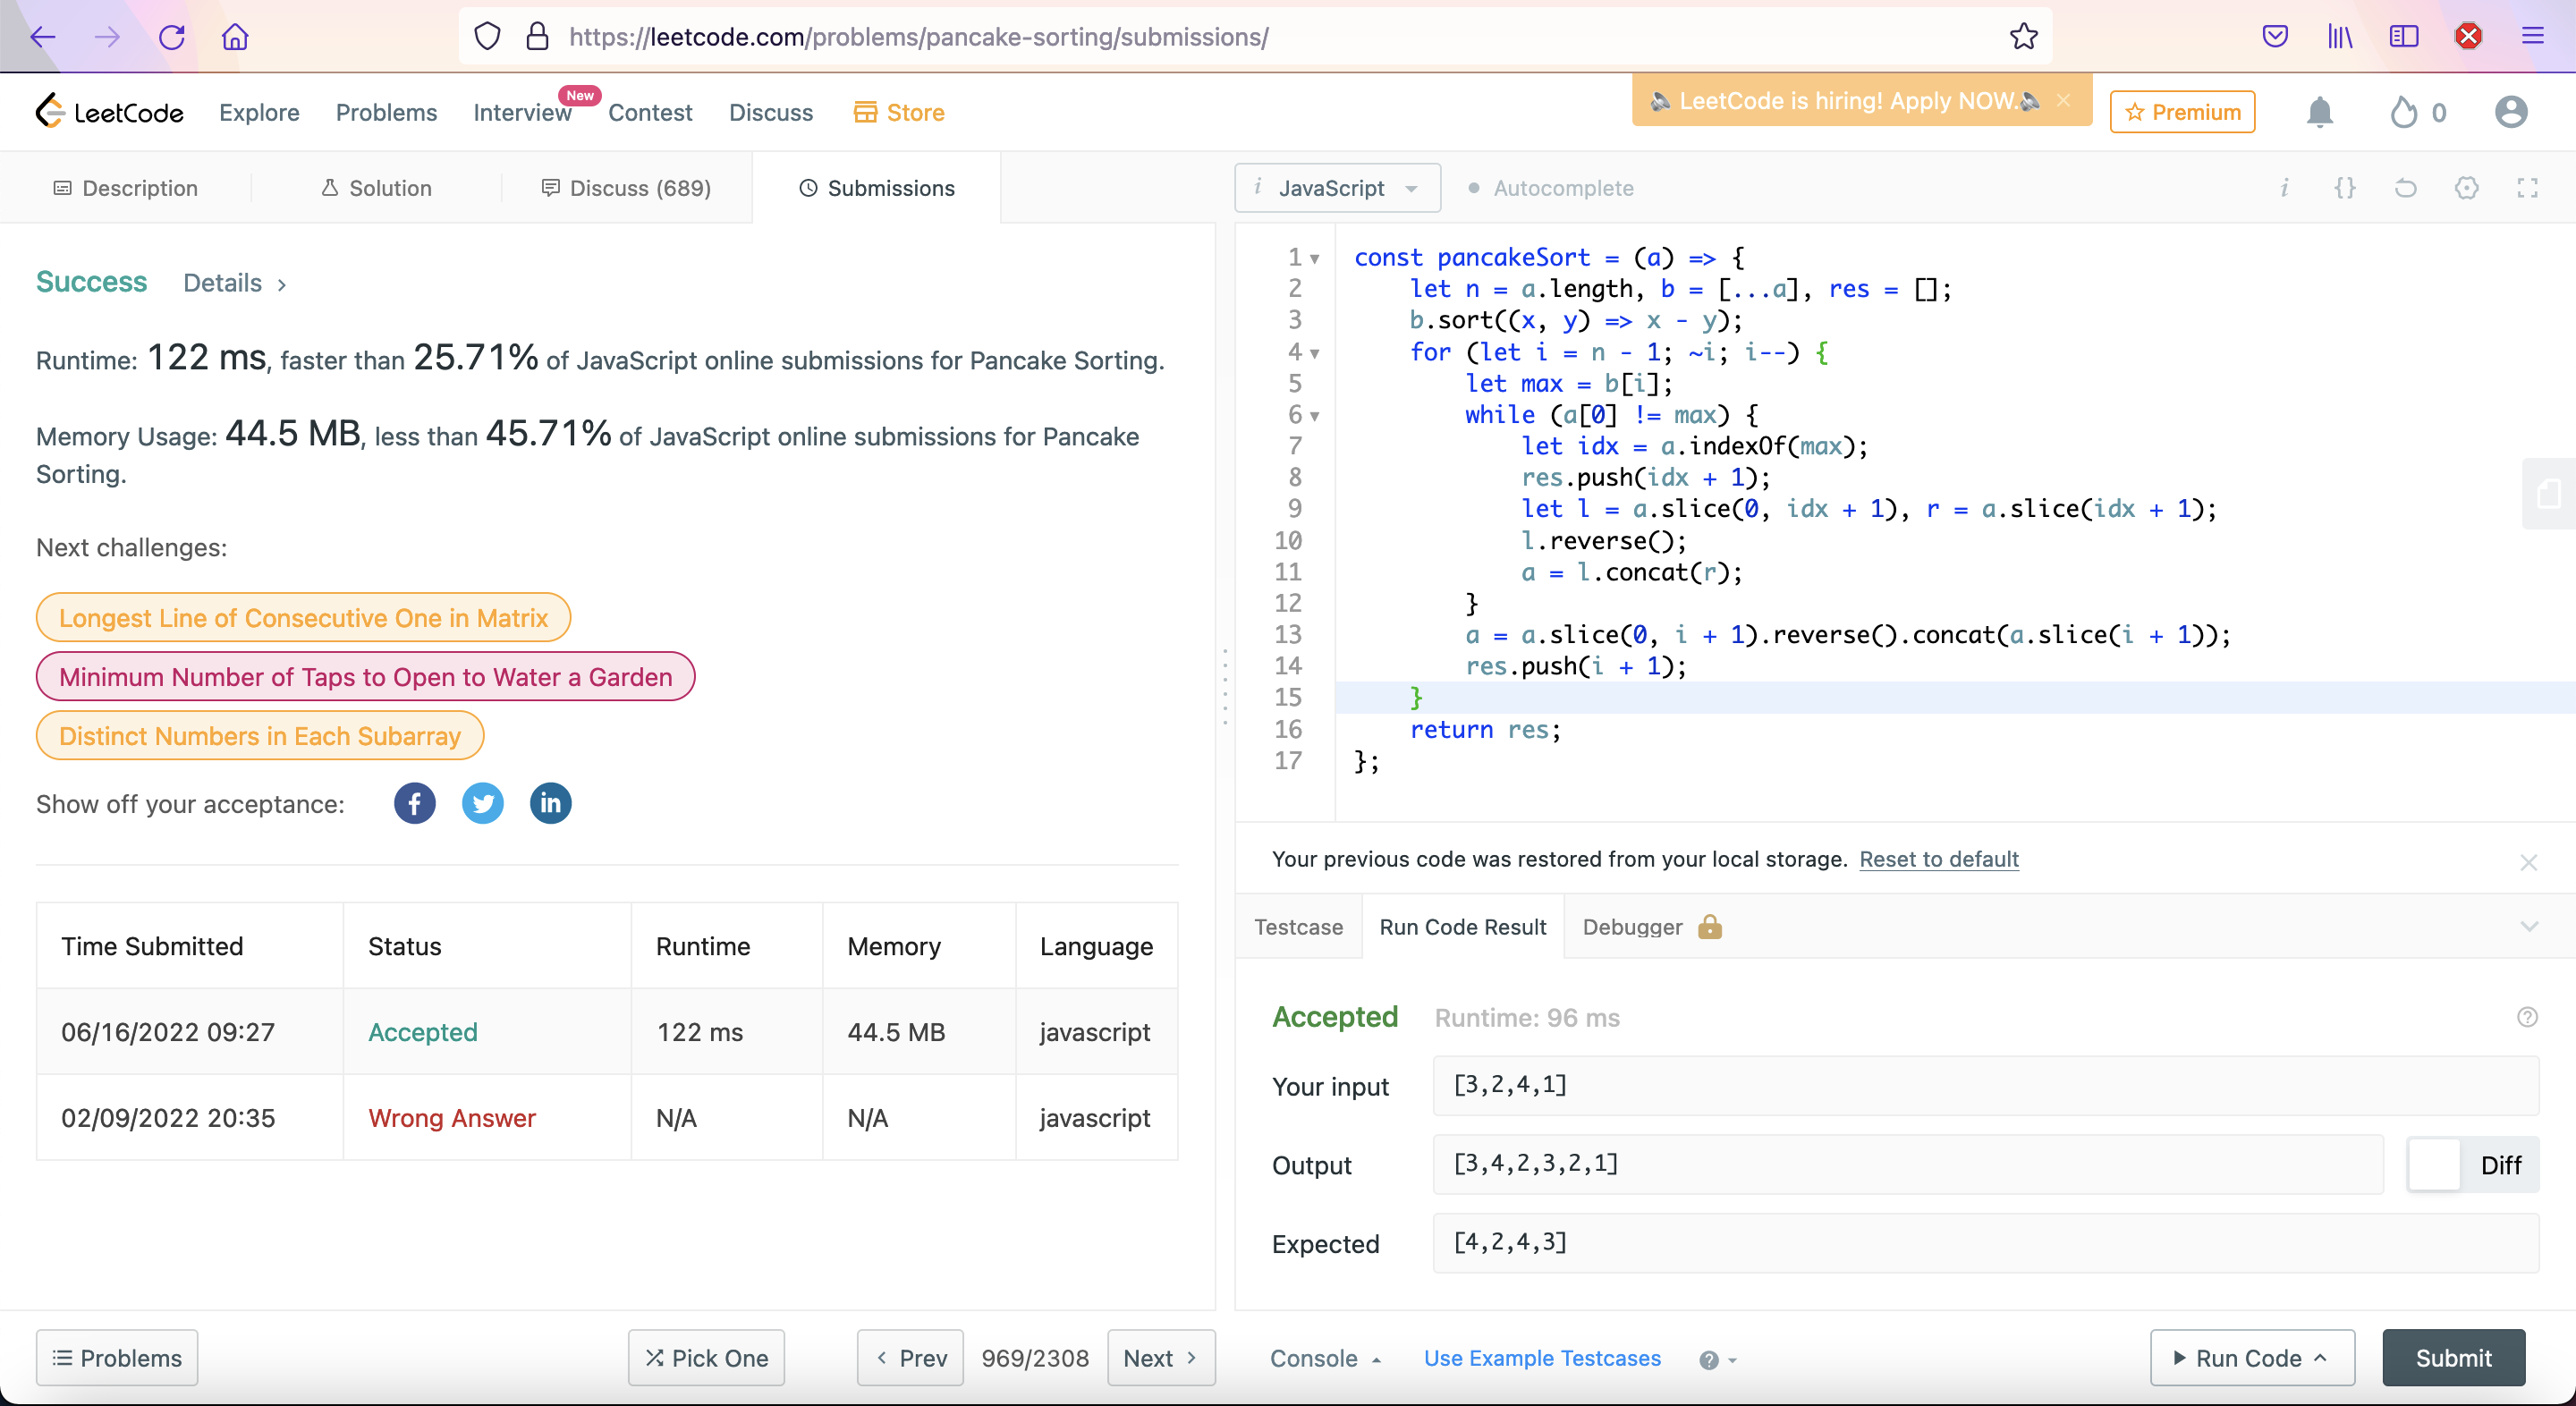 https://leetcode.com/problems/pancake-sorting/submissions/
LeetCode Explore Problems Interview New Contest Discuss Store LeetCode is hiring! Apply NOW. Premium 0
Description Solution Discuss (689) Submissions
i JavaScript Autocomplete i {}
Success Details >
Runtime: 122 ms, faster than 25.71% of JavaScript online submissions for Pancake Sorting.
Memory Usage: 44.5 MB, less than 45.71% of JavaScript online submissions for Pancake
Sorting.
Next challenges:
Longest Line of Consecutive One in Matrix
Minimum Number of Taps to Open to Water a Garden
Distinct Numbers in Each Subarray
Show off your acceptance: f in
Time Submitted Status Runtime Memory Language
06/16/2022 09:27 Accepted 122 ms 44.5 MB javascript
02/09/2022 20:35 Wrong Answer N/A N/A javascript
Problems Pick One < Prev 969/2308 Next >
1 const pancakeSort = (a) => {
2     let n = a.length, b = [...a], res = [];
3     b.sort((x, y) => x - y);
4     for (let i = n - 1; ~i; i--) {
5         let max = b[i];
6         while (a[0] != max) {
7             let idx = a.indexOf(max);
8             res.push(idx + 1);
9             let l = a.slice(0, idx + 1), r = a.slice(idx + 1);
10             l.reverse();
11             a = l.concat(r);
12         }
13         a = a.slice(0, i + 1).reverse().concat(a.slice(i + 1));
14         res.push(i + 1);
15     }
16     return res;
17 };
Your previous code was restored from your local storage. Reset to default
Testcase Run Code Result Debugger
Accepted Runtime: 96 ms
Your input [3,2,4,1]
Output [3,4,2,3,2,1] Diff
Expected [4,2,4,3]
Console Use Example Testcases ? Run Code Submit